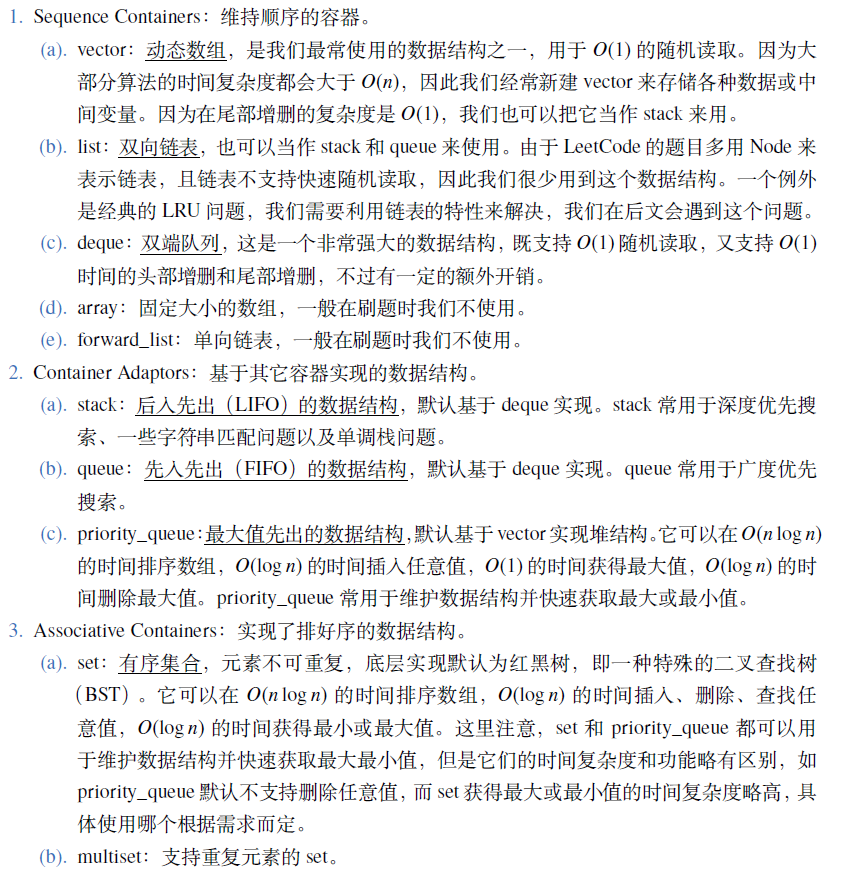 1. Sequence Containers：维持顺序的容器。
(a). vector：动态数组，是我们最常使用的数据结构之一，用于 O(1) 的随机读取。因为大
部分算法的时间复杂度都会大于 O(n)，因此我们经常新建 vector 来存储各种数据或中
间变量。因为在尾部增删的复杂度是 O(1)，我们也可以把它当作 stack 来用。
(b). list：双向链表，也可以当作 stack 和 queue 来使用。由于 LeetCode 的题目多用 Node 来
表示链表，且链表不支持快速随机读取，因此我们很少用到这个数据结构。一个例外
是经典的 LRU 问题，我们需要利用链表的特性来解决，我们在后文会遇到这个问题。
(c). deque：双端队列，这是一个非常强大的数据结构，既支持 O(1) 随机读取，又支持 O(1)
时间的头部增删和尾部增删，不过有一定的额外开销。
(d). array：固定大小的数组，一般在刷题时我们不使用。
(e). forward_list：单向链表，一般在刷题时我们不使用。
2. Container Adaptors：基于其它容器实现的数据结构。
(a). stack：后入先出（LIFO）的数据结构，默认基于 deque 实现。stack 常用于深度优先搜
索、一些字符串匹配问题以及单调栈问题。
(b). queue：先入先出（FIFO）的数据结构，默认基于 deque 实现。queue 常用于广度优先
搜索。
(c). priority_queue：最大值先出的数据结构，默认基于 vector 实现堆结构。它可以在 O(n log n)
的时间排序数组，O(log n) 的时间插入任意值，O(1) 的时间获得最大值，O(log n) 的时
间删除最大值。priority_queue 常用于维护数据结构并快速获取最大或最小值。
3. Associative Containers：实现了排好序的数据结构。
(a). set：有序集合，元素不可重复，底层实现默认为红黑树，即一种特殊的二叉查找树
（BST）。它可以在 O(n log n) 的时间排序数组，O(log n) 的时间插入、删除、查找任
意值，O(log n) 的时间获得最小或最大值。这里注意，set 和 priority_queue 都可以用
于维护数据结构并快速获取最大最小值，但是它们的时间复杂度和功能略有区别，如
priority_queue 默认不支持删除任意值，而 set 获得最大或最小值的时间复杂度略高，具
体使用哪个根据需求而定。
(b). multiset：支持重复元素的 set。